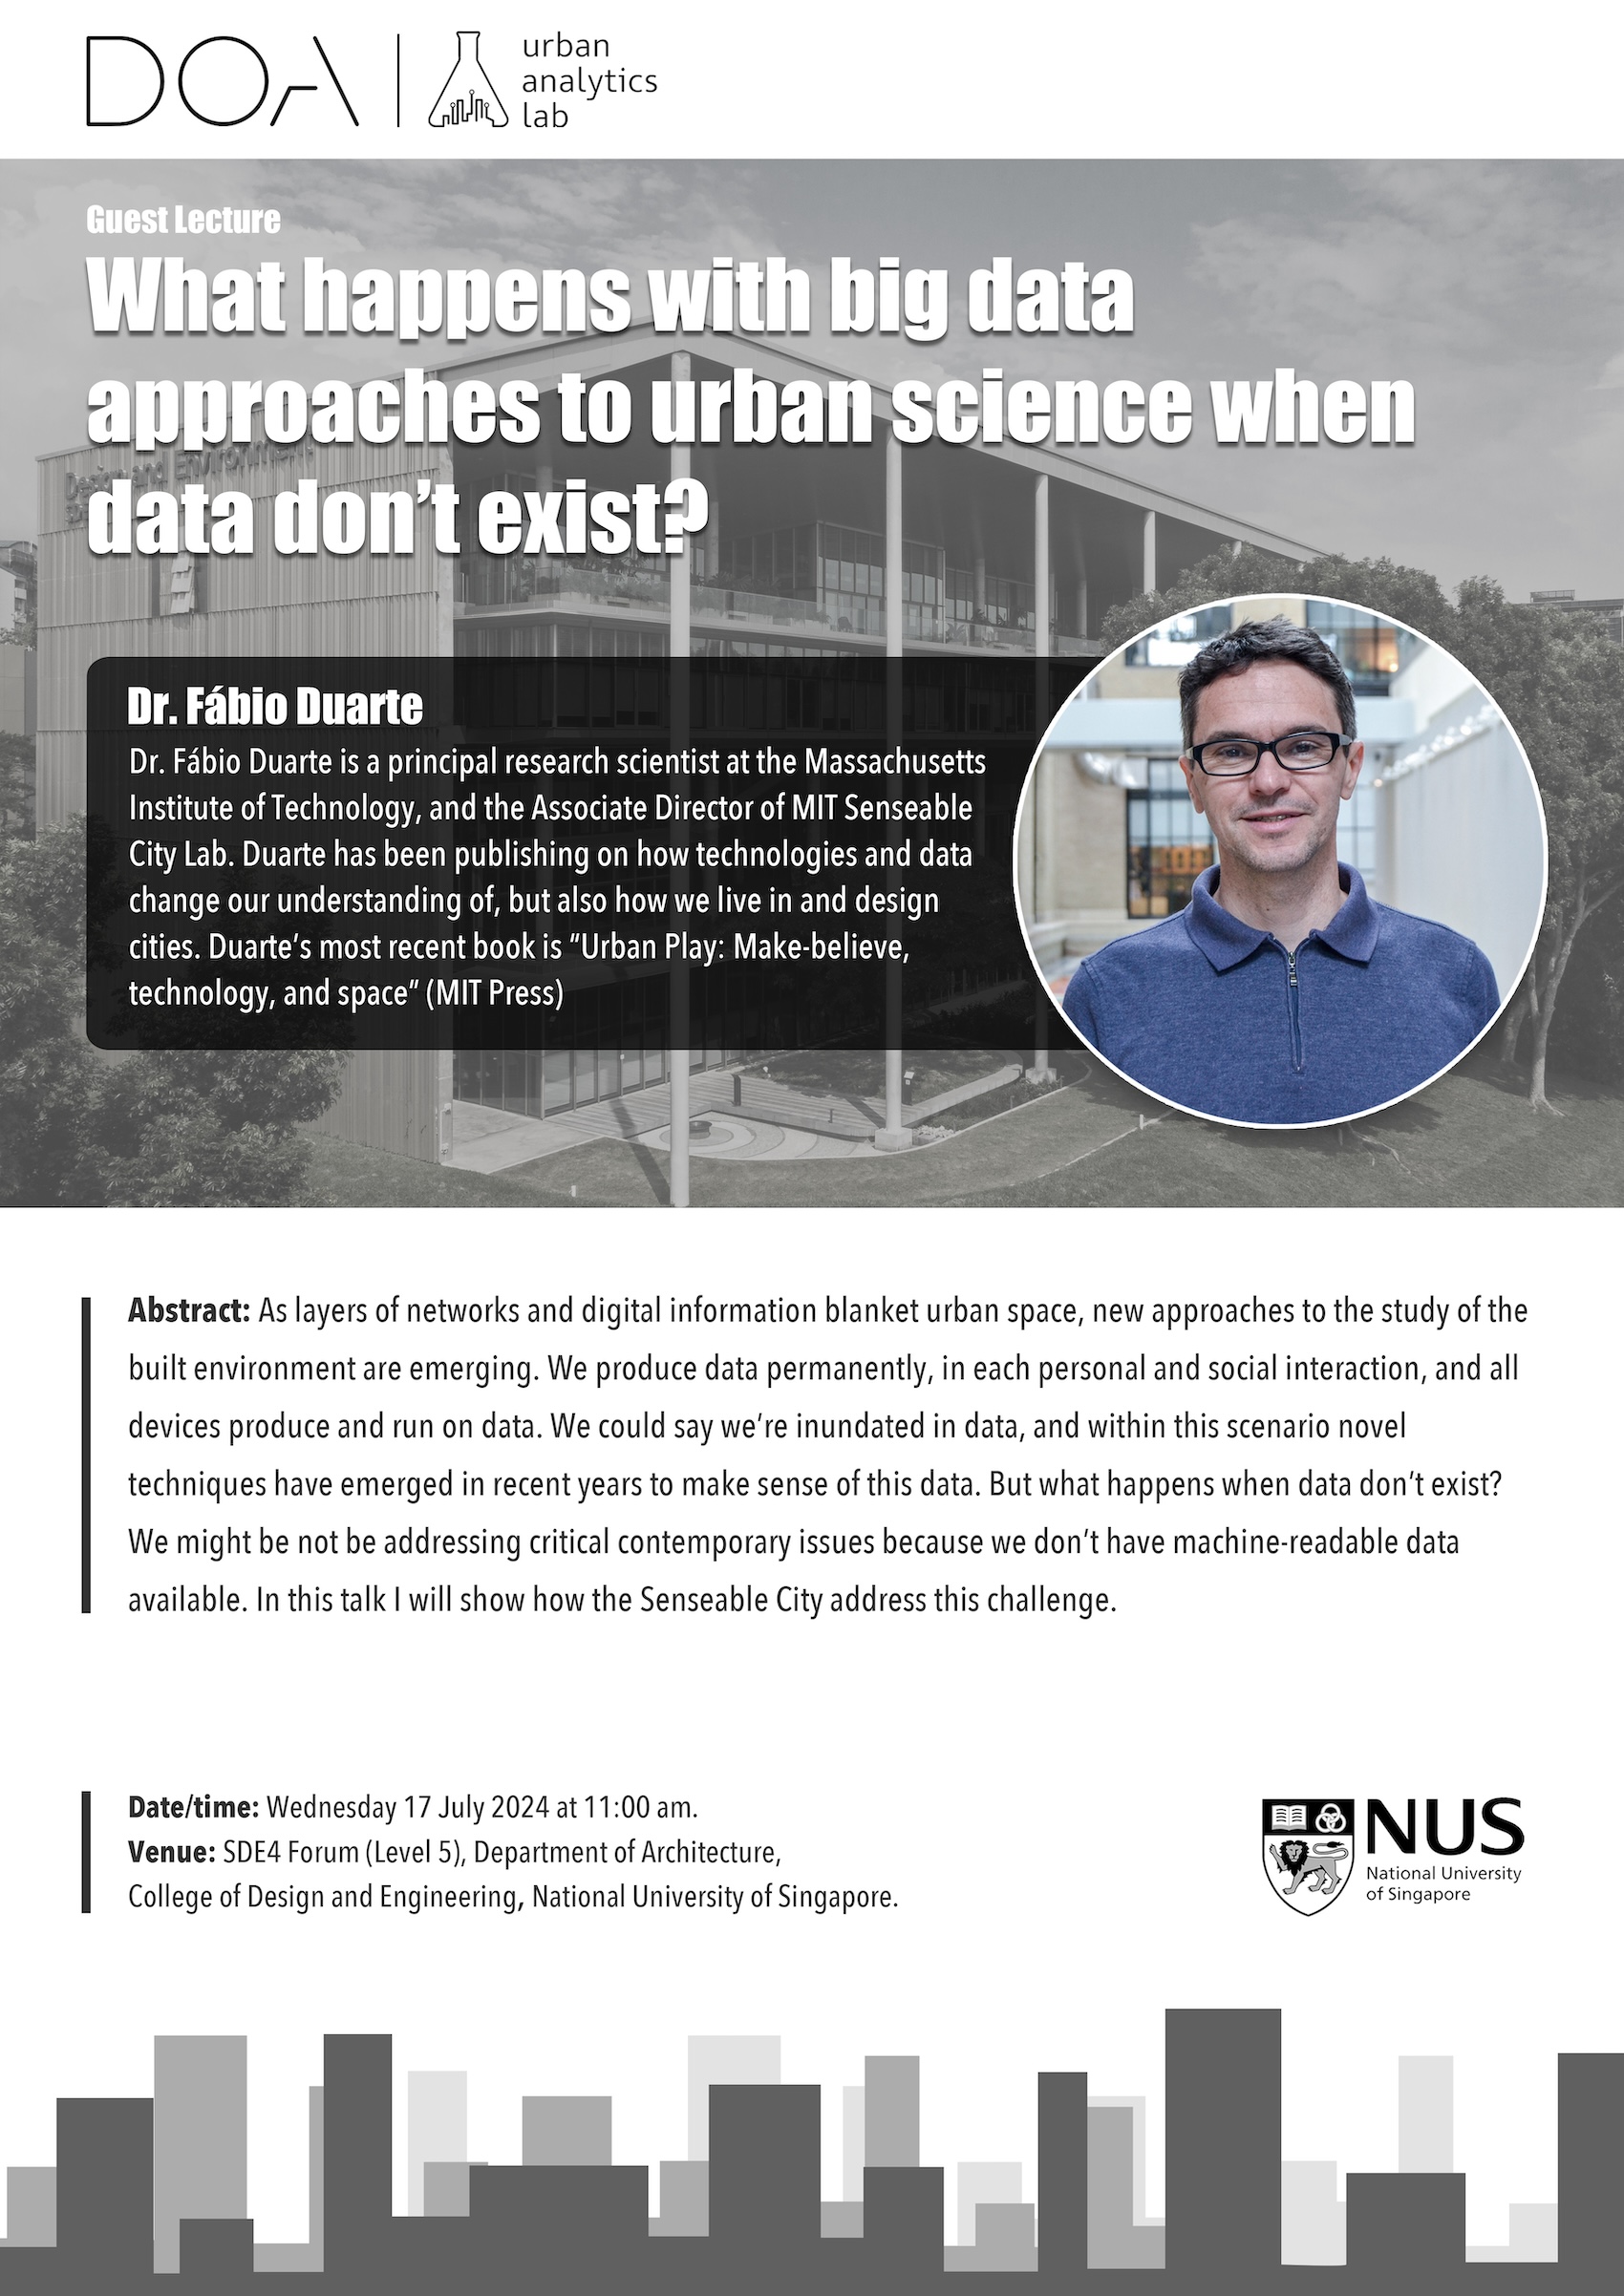 DOA
urban
analytics
lab
Guest Lecture
What happens with big data
approaches to urban science when
data don’t exist?
Design and Environment
Dr. Fábio Duarte
Dr. Fábio Duarte is a principal research scientist at the Massachusetts
Institute of Technology, and the Associate Director of MIT Senseable
City Lab. Duarte has been publishing on how technologies and data
change our understanding of, but also how we live in and design
cities. Duarte’s most recent book is “Urban Play: Make-believe,
technology, and space” (MIT Press)
Abstract: As layers of networks and digital information blanket urban space, new approaches to the study of the
built environment are emerging. We produce data permanently, in each personal and social interaction, and all
devices produce and run on data. We could say we’re inundated in data, and within this scenario novel
techniques have emerged in recent years to make sense of this data. But what happens when data don’t exist?
We might be not be addressing critical contemporary issues because we don’t have machine-readable data
available. In this talk I will show how the Senseable City address this challenge.
Date/time: Wednesday 17 July 2024 at 11:00 am.
Venue: SDE4 Forum (Level 5), Department of Architecture,
College of Design and Engineering, National University of Singapore.
NUS
National University
of Singapore